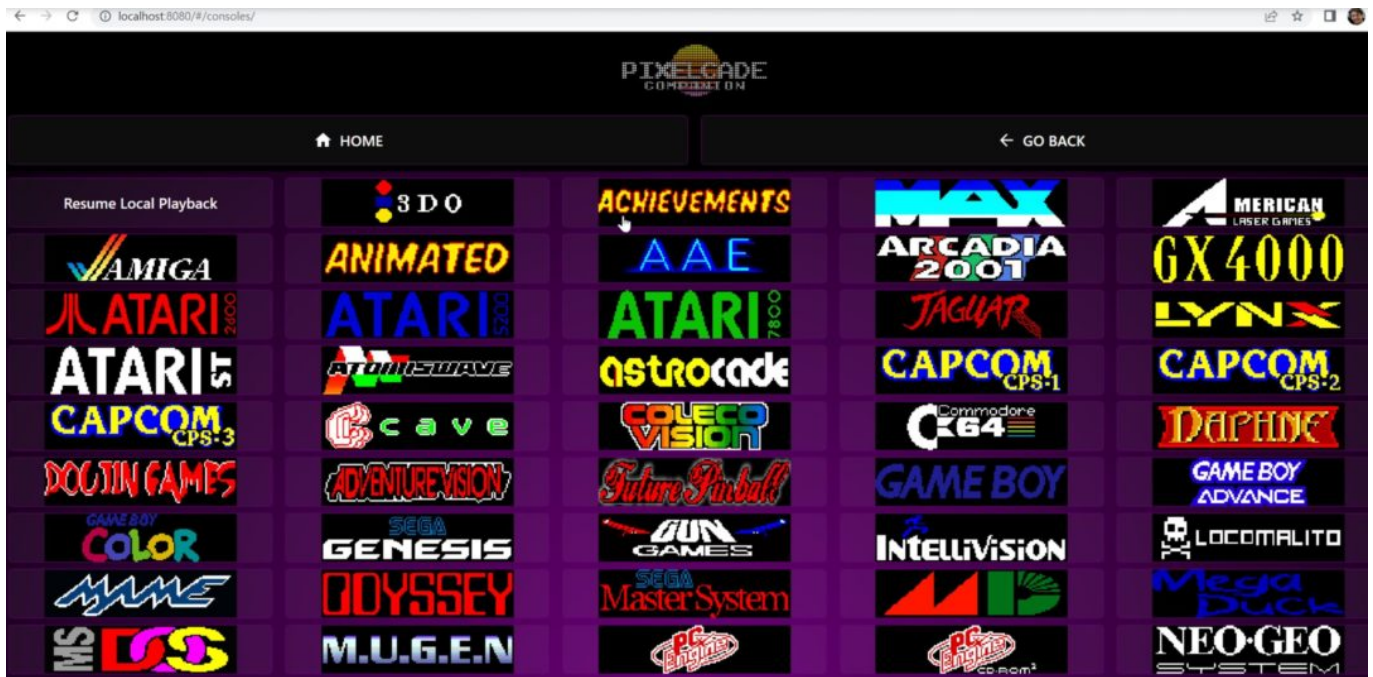 localhost:8080/#/consoles/
PIXELCADE
COMPANION
HOME
GO BACK
Resume Local Playback
3DO
ACHIEVEMENTS
MAX
AMERICAN
LASER GAMES
AMIGA
ANIMATED
AAE
ARCADIA
2001
GX4000
ATARI 2600
ATARI 5200
ATARI 7800
JAGUAR
LYNX
ATARI ST
ATOMISWAVE
astrocade
CAPCOM
CPS-1
CAPCOM
CPS-2
CAPCOM
CPS-3
cave
COLECO
VISION
Commodore
C64
DAPHNE
DOUJIN GAMES
ADVENTUREVISION
Future Pinball
GAME BOY
GAME BOY
ADVANCE
GAME BOY
COLOR
SEGA
GENESIS
GUN
GAMES
INTELLIVISION
LOCOMALITO
MAME
ODYSSEY
SEGA
Master System
Mega
Duck
MS DOS
M.U.G.E.N
PC
Engine
PC
Engine
CD-ROM²
NEO·GEO
SYSTEM